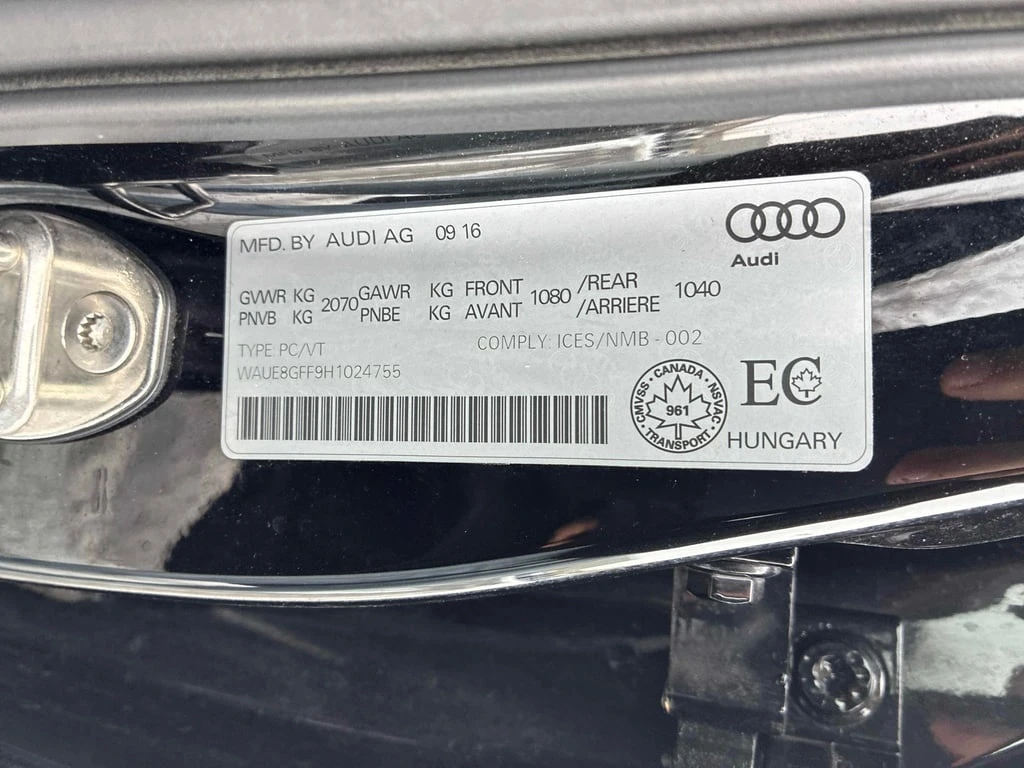 MFD. BY AUDI AG 09 16
Audi
GVWR KG 2070 GAWR KG FRONT 1080 /REAR 1040
PNVB KG PNBE KG AVANT /ARRIERE
TYPE: PC/VT
COMPLY: ICES/NMB - 002
WAUE8GFF9H1024755
· CANADA · NSVAC · TRANSPORT · CMVSS
961
EC
HUNGARY